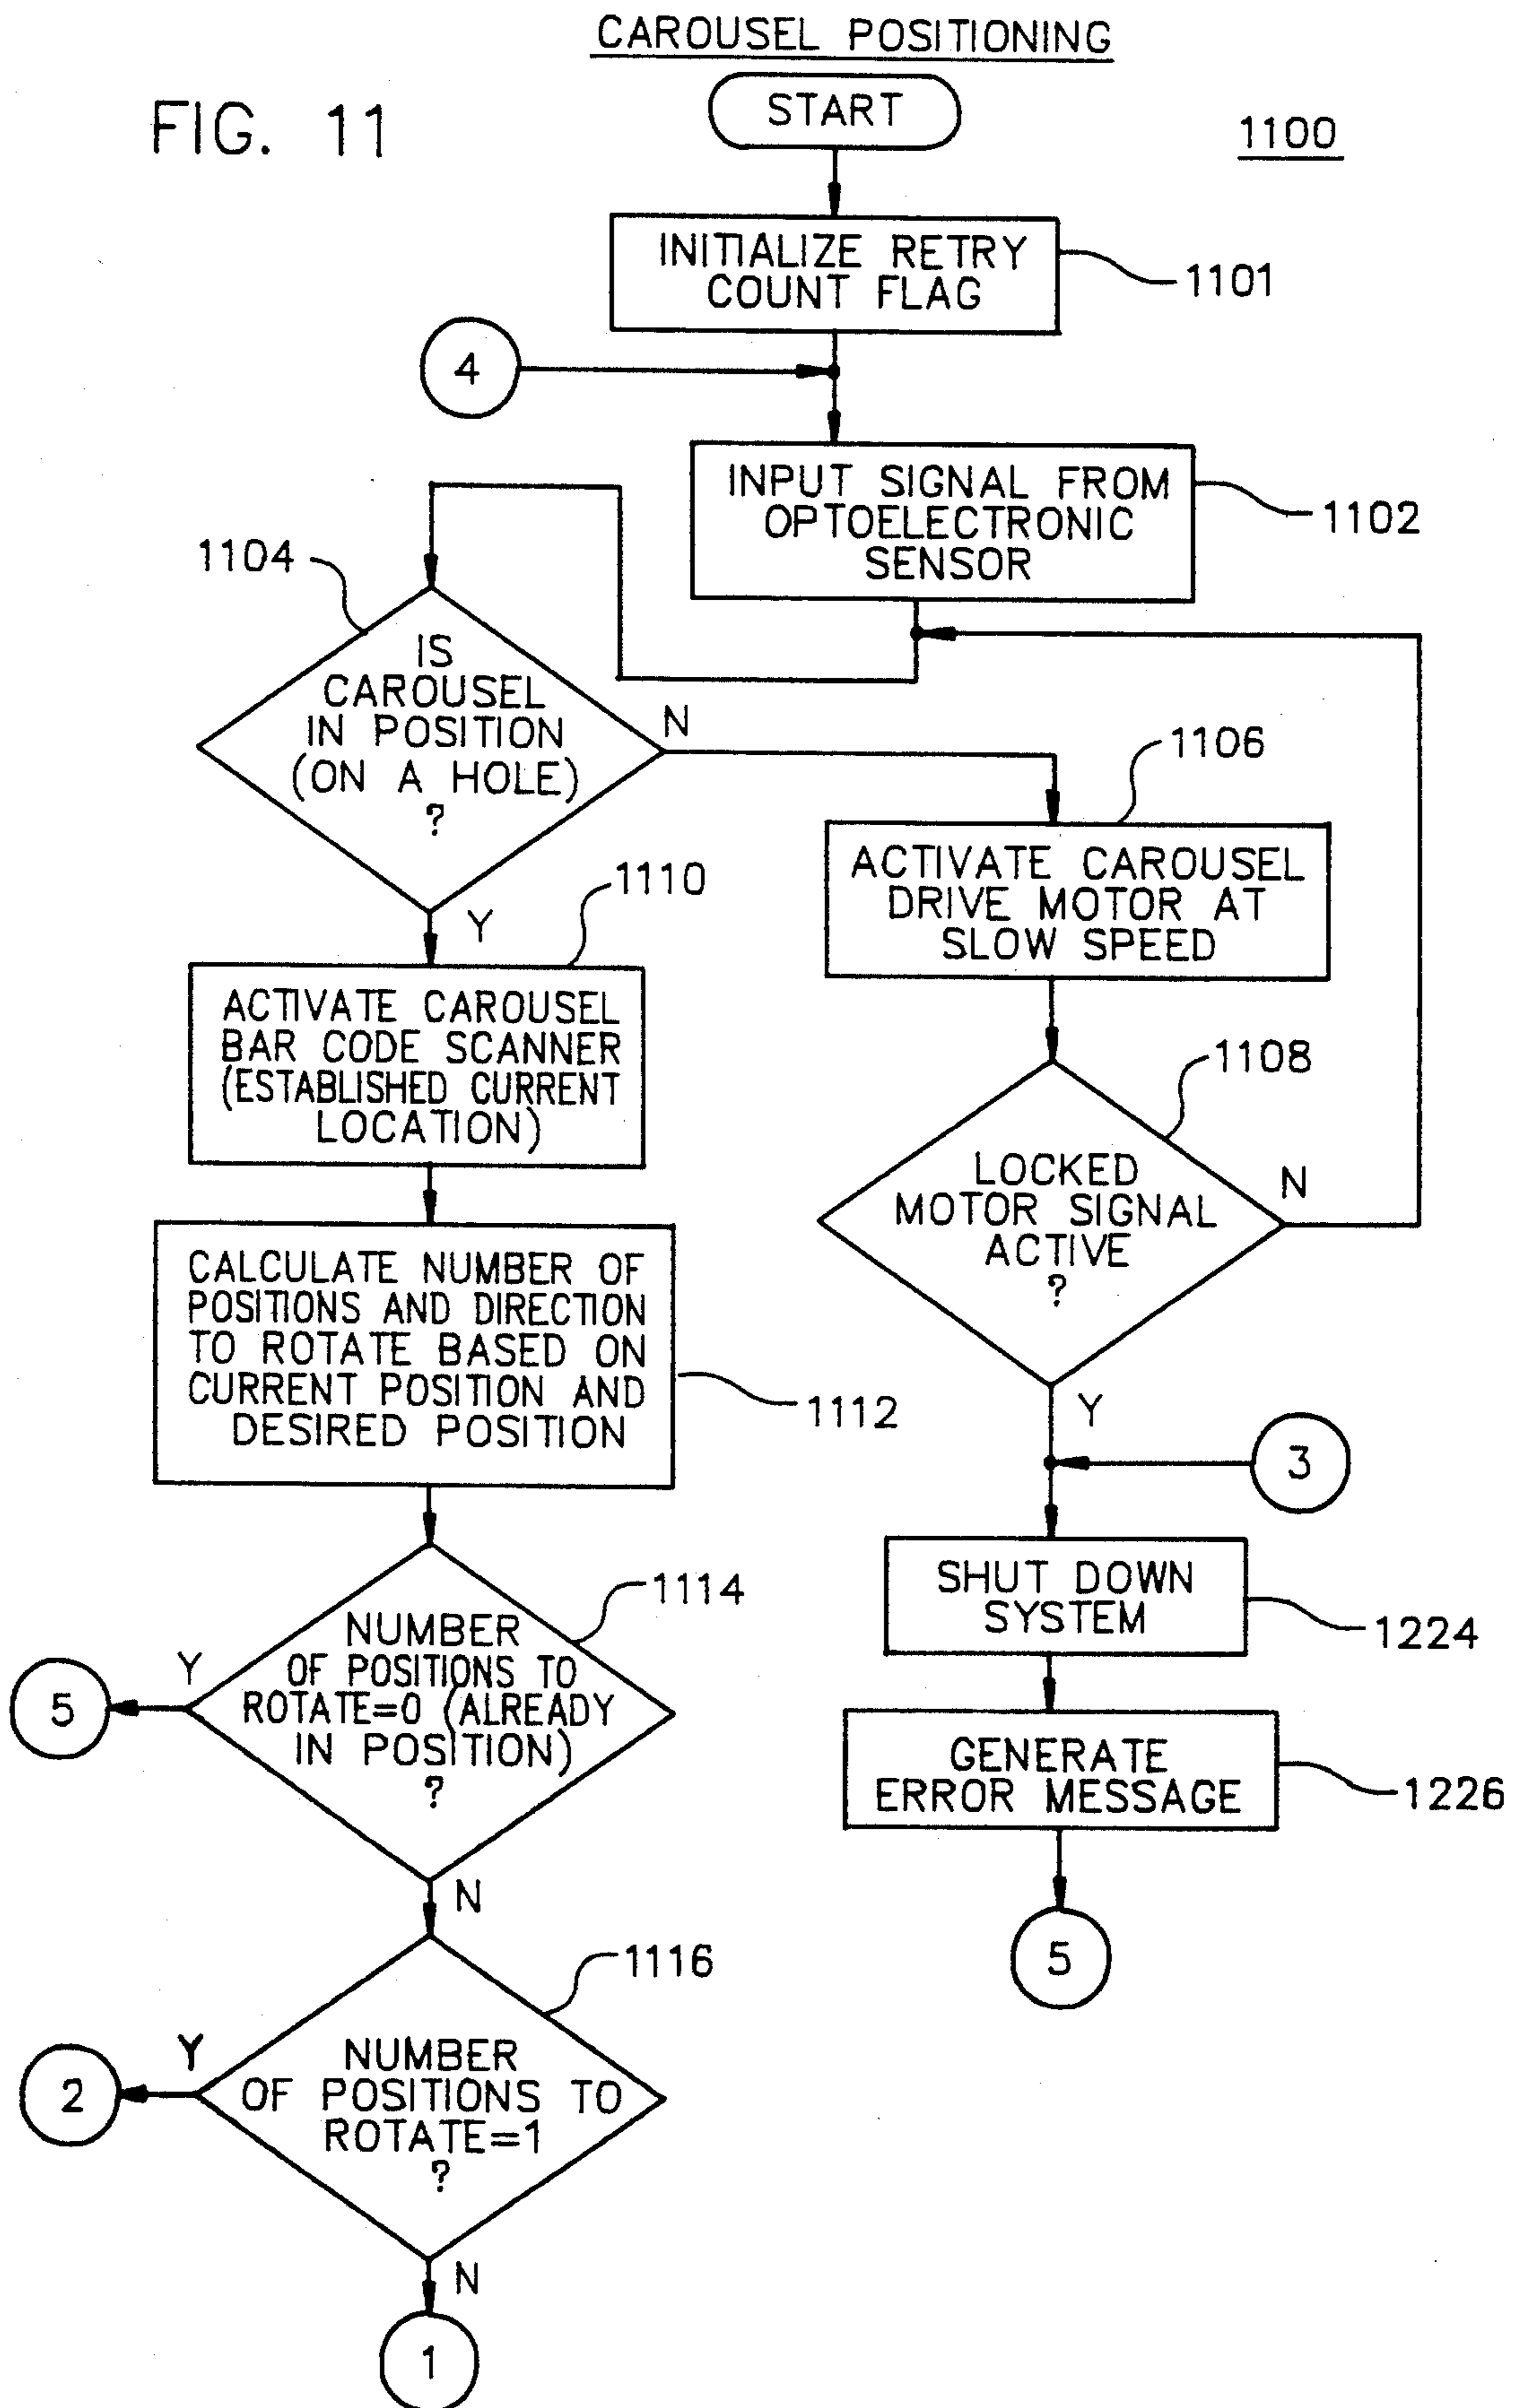 CAROUSEL POSITIONING
FIG. 11
START
1100
INITIALIZE RETRY
COUNT FLAG
1101
4
INPUT SIGNAL FROM
OPTOELECTRONIC
SENSOR
1102
1104
IS
CAROUSEL
IN POSITION
(ON A HOLE)
?
N
Y
1106
ACTIVATE CAROUSEL
DRIVE MOTOR AT
SLOW SPEED
1110
ACTIVATE CAROUSEL
BAR CODE SCANNER
(ESTABLISHED CURRENT
LOCATION)
1108
LOCKED
MOTOR SIGNAL
ACTIVE
?
N
Y
CALCULATE NUMBER OF
POSITIONS AND DIRECTION
TO ROTATE BASED ON
CURRENT POSITION AND
DESIRED POSITION
1112
3
SHUT DOWN
SYSTEM
1224
1114
NUMBER
OF POSITIONS TO
ROTATE=0 (ALREADY
IN POSITION)
?
Y
5
N
GENERATE
ERROR MESSAGE
1226
5
1116
NUMBER
OF POSITIONS TO
ROTATE=1
?
Y
2
N
1